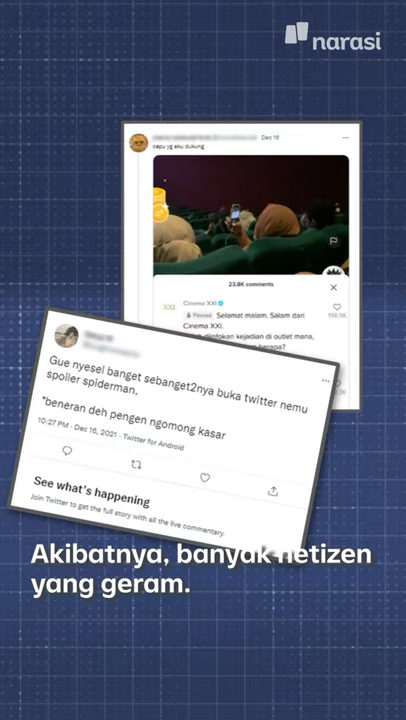 narasi
Dec 16
cepu yg aku dukung
23.8K comments
XXI
Cinema XXI
Pinned Selamat malam. Salam dari
Cinema XXI.
diinfokan kejadian di outlet mana,
berapa?
Gue nyesel banget sebanget2nya buka twitter nemu
spoiler spiderman.
*beneran deh pengen ngomong kasar
10:27 PM · Dec 16, 2021 · Twitter for Android
See what's happening
Join Twitter to get the full story with all the live commentary.
Akibatnya, banyak netizen
yang geram.